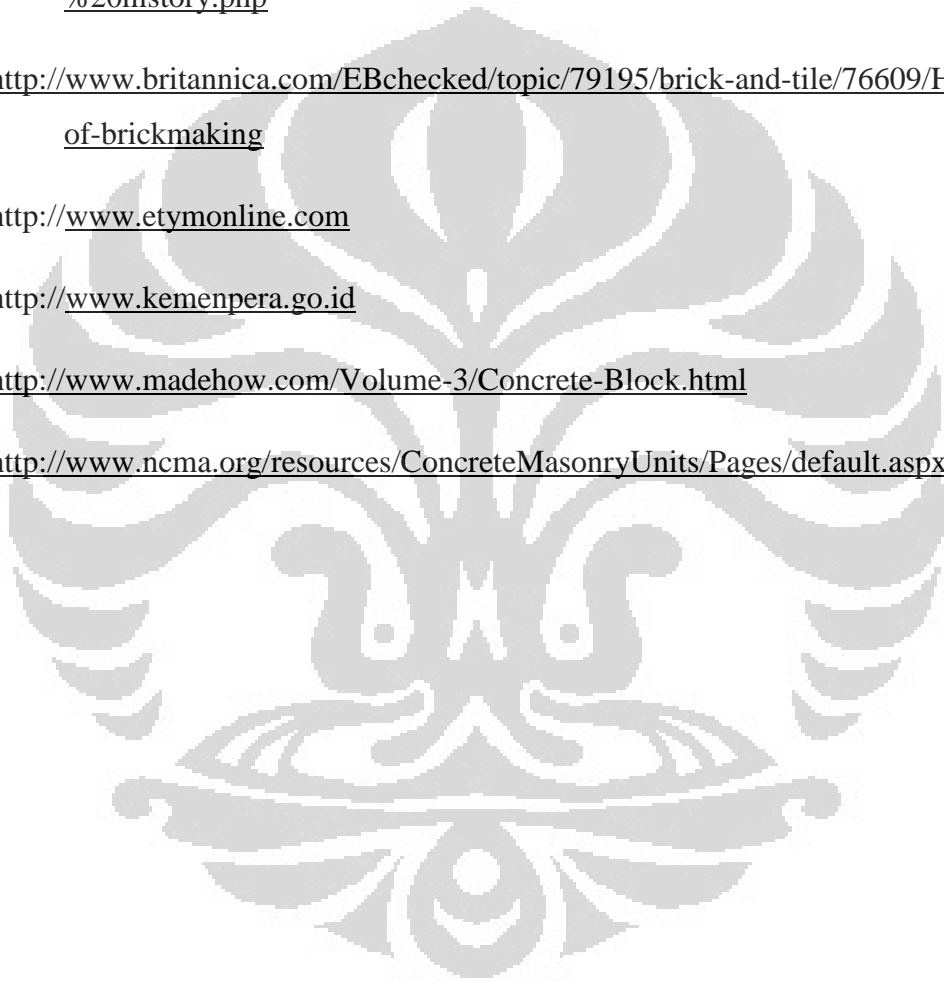 %20history.php
http://www.britannica.com/EBchecked/topic/79195/brick-and-tile/76609/H
of-brickmaking
http://www.etymonline.com
http://www.kemenpera.go.id
http://www.madehow.com/Volume-3/Concrete-Block.html
http://www.ncma.org/resources/ConcreteMasonryUnits/Pages/default.aspx